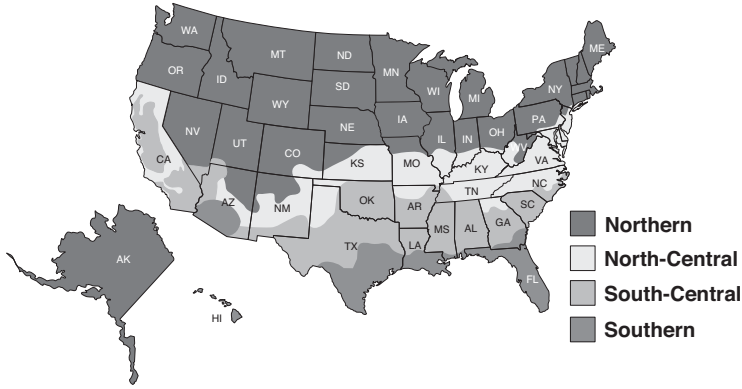 WA
ME
MT
ND
OR
MN
ID
SD
WI
NY
MI
WY
IA
PA
NE
NV
OH
IL
IN
UT
WV
CO
VA
CA
KS
MO
KY
NC
TN
OK
AZ
NM
AR
SC
MS
AL
GA
TX
LA
FL
AK
HI
Northern
North-Central
South-Central
Southern